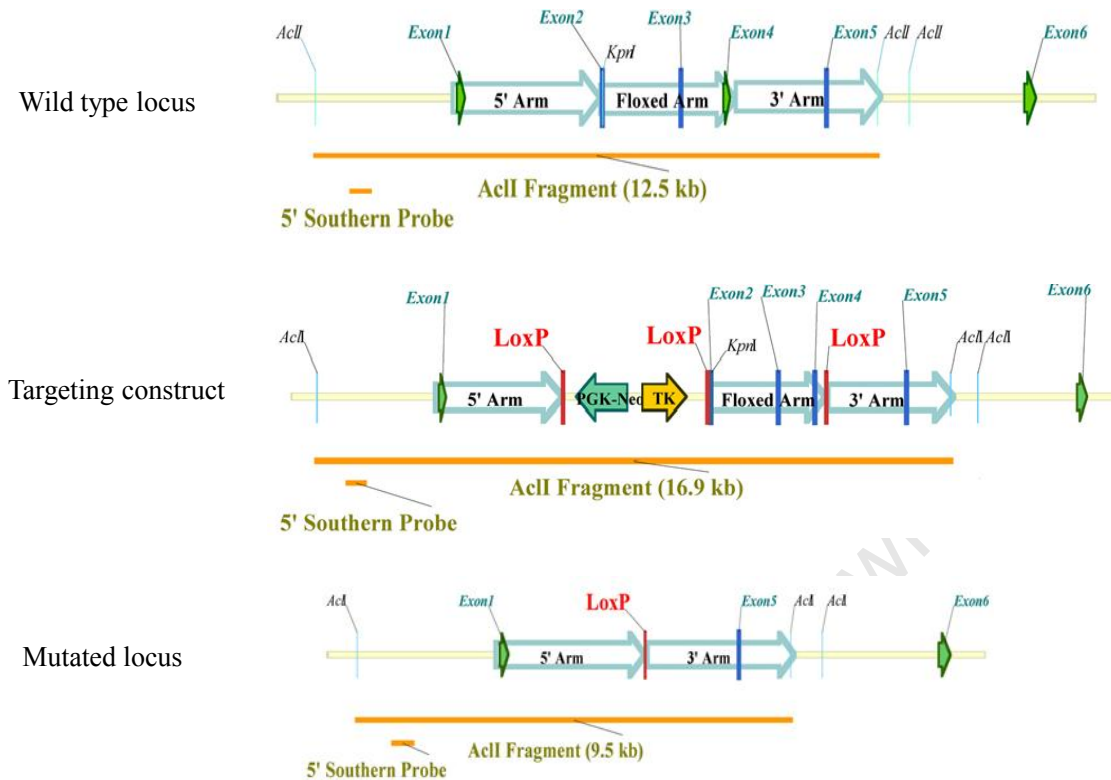 Exon2 Exon3
AclI Exon1 KpnI Exon4 Exon5 AclI AclI Exon6
Wild type locus
5' Arm Floxed Arm 3' Arm
AclI Fragment (12.5 kb)
5' Southern Probe
Exon2 Exon3 Exon4 Exon5 Exon1 Exon6
AclI LoxP LoxP KpnI LoxP AclI AclI
Targeting construct
5' Arm PGK-Neo TK Floxed Arm 3' Arm
AclI Fragment (16.9 kb)
5' Southern Probe
AclI Exon1 LoxP Exon5 AclI AclI Exon6
Mutated locus
5' Arm 3' Arm
AclI Fragment (9.5 kb)
5' Southern Probe